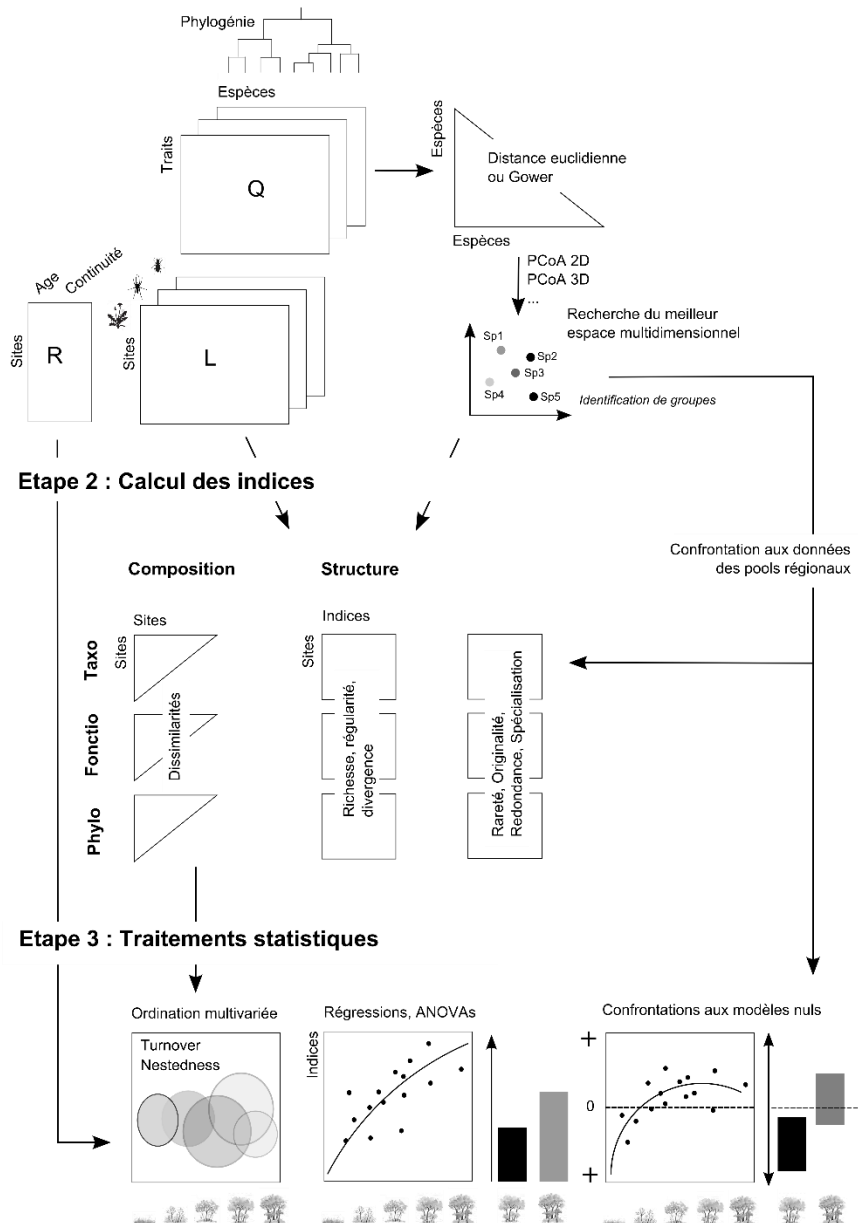 Phylogénie
Espèces
Traits
Q
Espèces
Distance euclidienne
ou Gower
Espèces
PCoA 2D
PCoA 3D
...
Age
Continuité
Sites
R
Sites
L
Recherche du meilleur
espace multidimensionnel
Sp1
Sp2
Sp3
Sp4
Sp5
Identification de groupes
Etape 2 : Calcul des indices
Confrontation aux données
des pools régionaux
Composition
Structure
Sites
Indices
Sites
Sites
Taxo
Fonctio
Phylo
Dissimilarités
Richesse, régularité,
divergence
Rareté, Originalité,
Redondance, Spécialisation
Etape 3 : Traitements statistiques
Ordination multivariée
Régressions, ANOVAs
Confrontations aux modèles nuls
Turnover
Nestedness
Indices
+
0
+